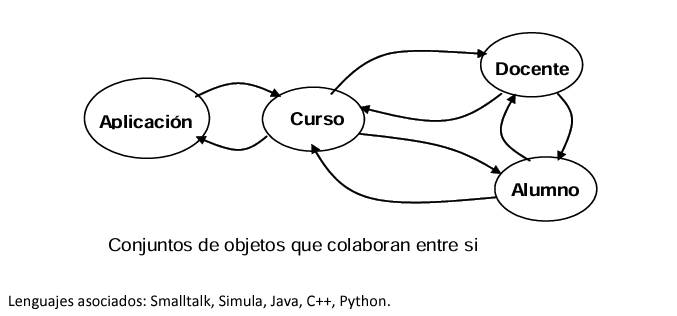 Docente
Aplicación
Curso
Alumno
Conjuntos de objetos que colaboran entre si
Lenguajes asociados: Smalltalk, Simula, Java, C++, Python.